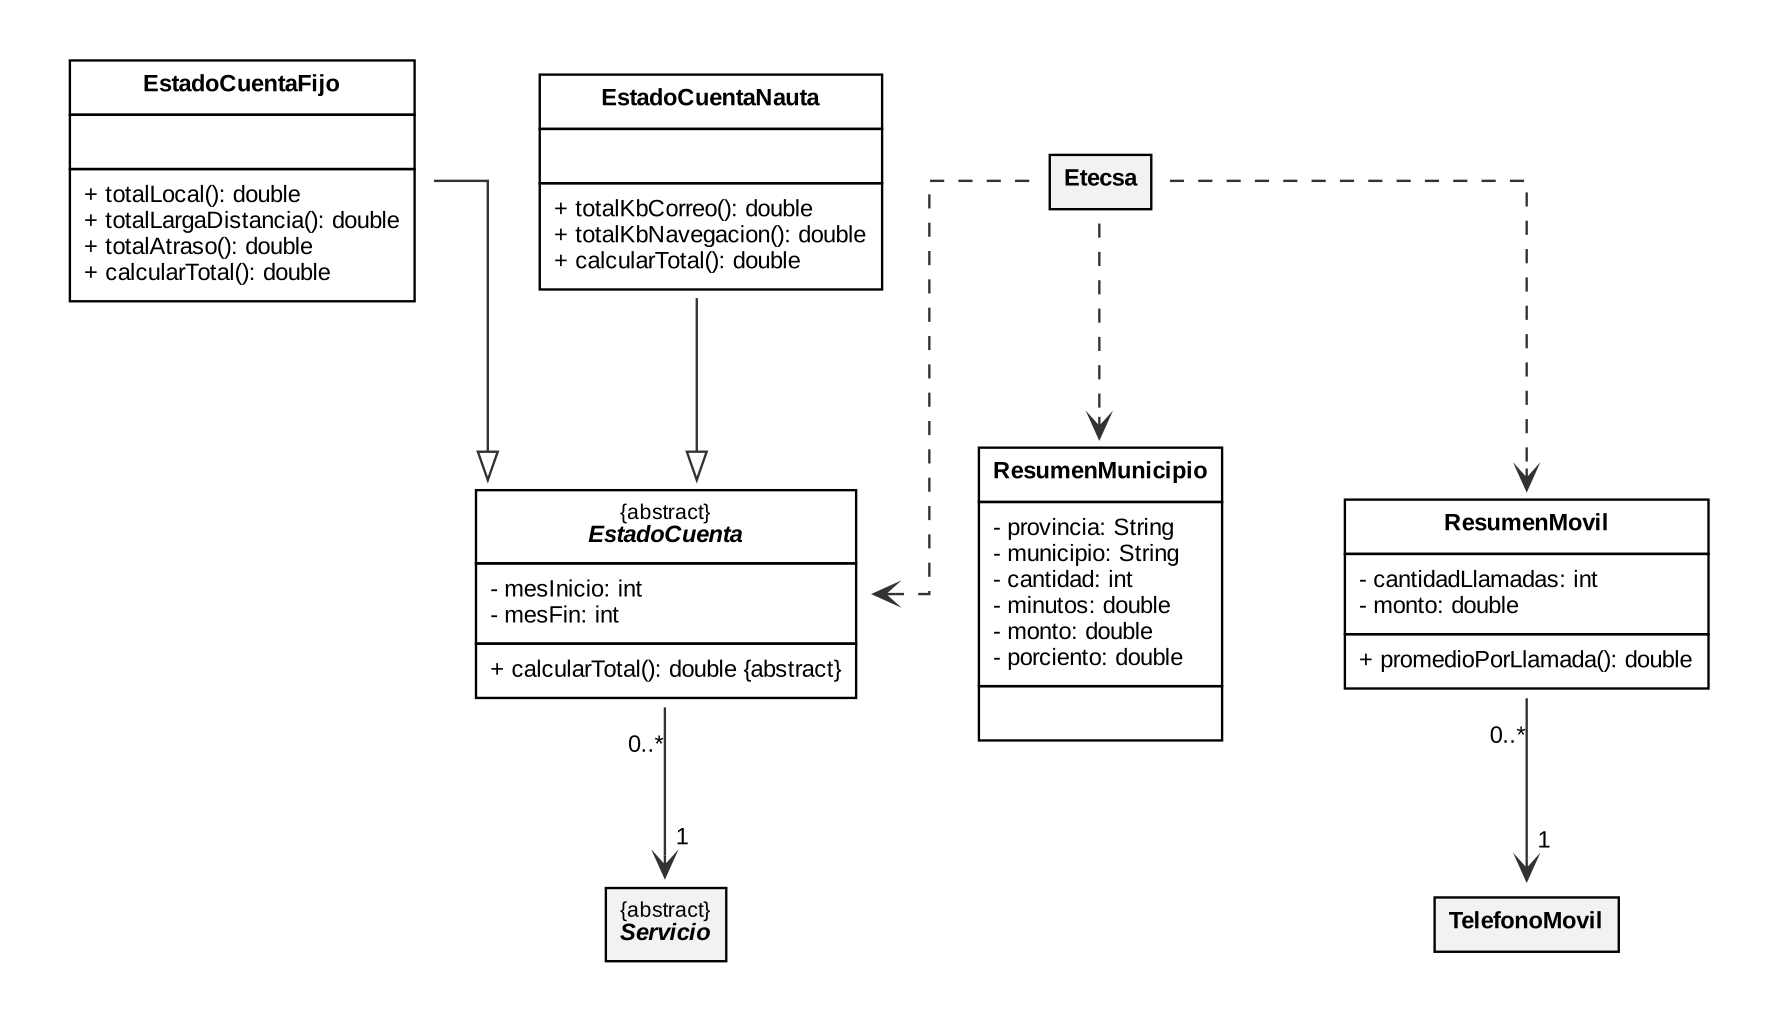 EstadoCuentaFijo
+ totalLocal(): double
+ totalLargaDistancia(): double
+ totalAtraso(): double
+ calcularTotal(): double
EstadoCuentaNauta
+ totalKbCorreo(): double
+ totalKbNavegacion(): double
+ calcularTotal(): double
Etecsa
{abstract}
EstadoCuenta
- mesInicio: int
- mesFin: int
+ calcularTotal(): double {abstract}
ResumenMunicipio
- provincia: String
- municipio: String
- cantidad: int
- minutos: double
- monto: double
- porciento: double
ResumenMovil
- cantidadLlamadas: int
- monto: double
+ promedioPorLlamada(): double
0..*
1
0..*
1
{abstract}
Servicio
TelefonoMovil